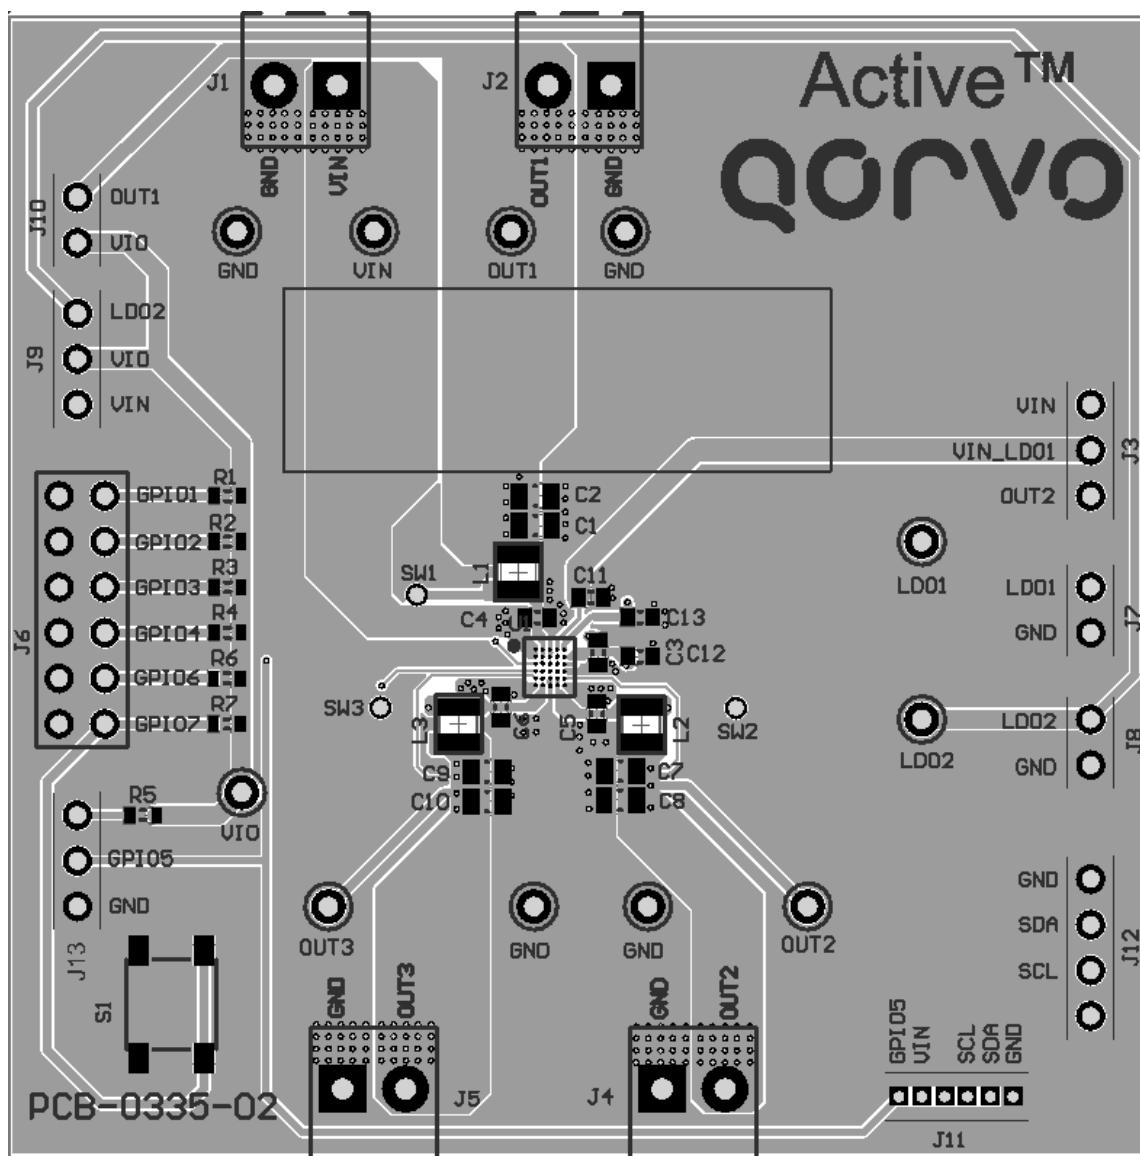 J1
J2
Active™
QORVO
GND
VIN
OUT1
GND
J10
OUT1
VIO
GND
VIN
OUT1
GND
J9
LDO2
VIO
VIN
VIN
VIN_LDO1
OUT2
J3
J6
GPIO1
R1
GPIO2
R2
GPIO3
R3
GPIO4
R4
GPIO6
R6
GPIO7
R7
C2
C1
SW1
L1
C11
C4
U1
C13
C3
C12
LDO1
LDO1
GND
J7
SW3
L3
C6
C5
L2
SW2
LDO2
LDO2
GND
J8
C9
C10
C7
C8
R5
VIO
GPIO5
GND
J13
OUT3
GND
GND
OUT2
GND
SDA
SCL
J12
S1
GND
OUT3
GND
OUT2
GPIO5
VIN
SCL
SDA
GND
PCB-0335-02
J5
J4
J11